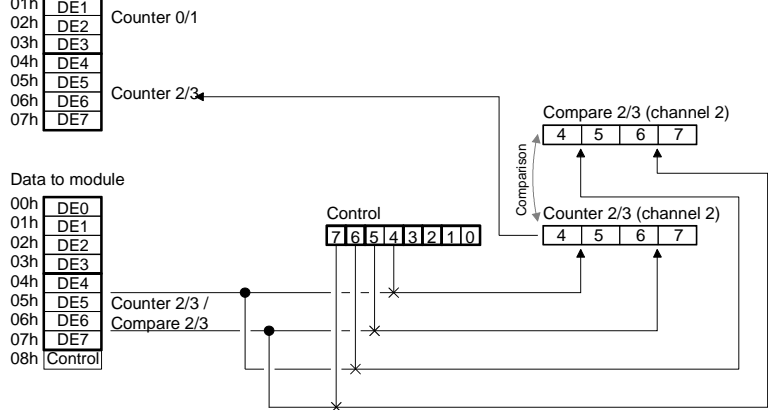 01h DE1
02h DE2 Counter 0/1
03h DE3
04h DE4
05h DE5
06h DE6 Counter 2/3
07h DE7
Compare 2/3 (channel 2)
4 5 6 7
Comparison
Data to module
00h DE0
01h DE1
02h DE2
03h DE3
04h DE4
05h DE5 Counter 2/3 /
06h DE6 Compare 2/3
07h DE7
08h Control
Control
7 6 5 4 3 2 1 0
Counter 2/3 (channel 2)
4 5 6 7